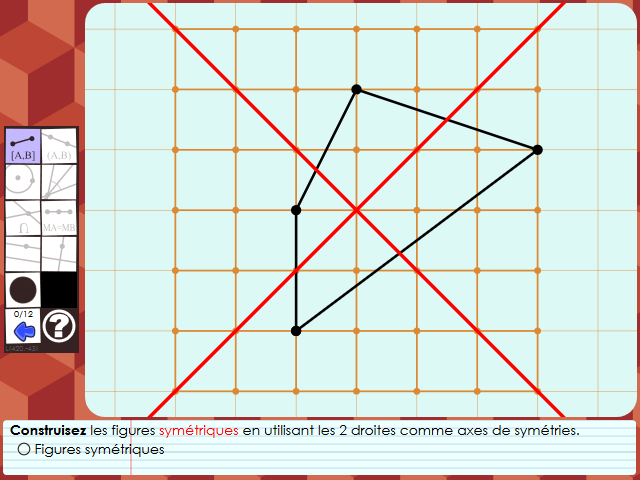 [A,B]
(A,B)
∩
MA=MB
0/12
?
Construisez les figures symétriques en utilisant les 2 droites comme axes de symétries.
Figures symétriques